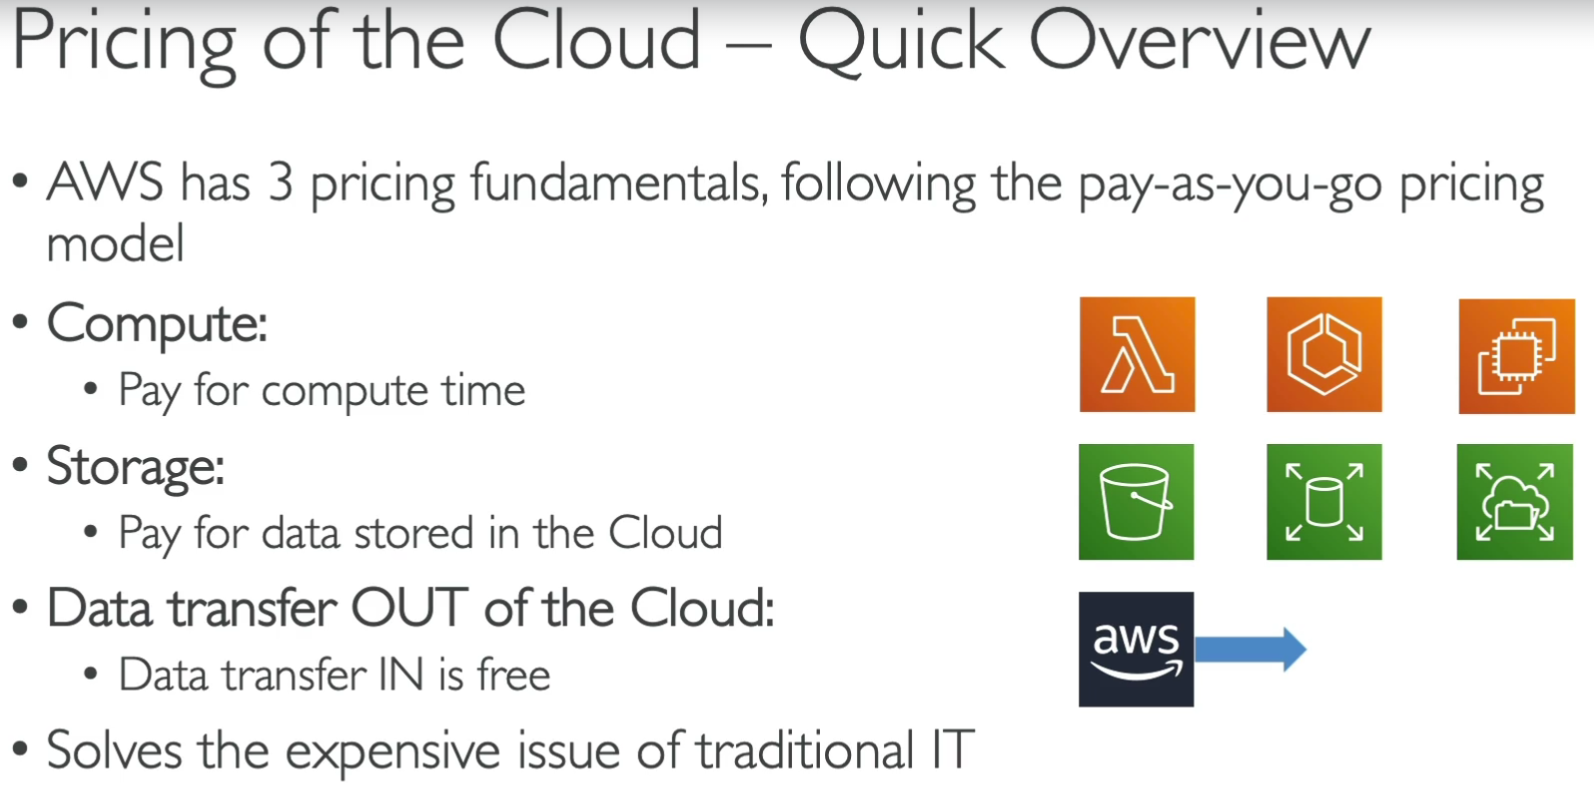 Pricing of the Cloud – Quick Overview
• AWS has 3 pricing fundamentals, following the pay-as-you-go pricing
model
• Compute:
• Pay for compute time
• Storage:
• Pay for data stored in the Cloud
• Data transfer OUT of the Cloud:
• Data transfer IN is free
aws
• Solves the expensive issue of traditional IT